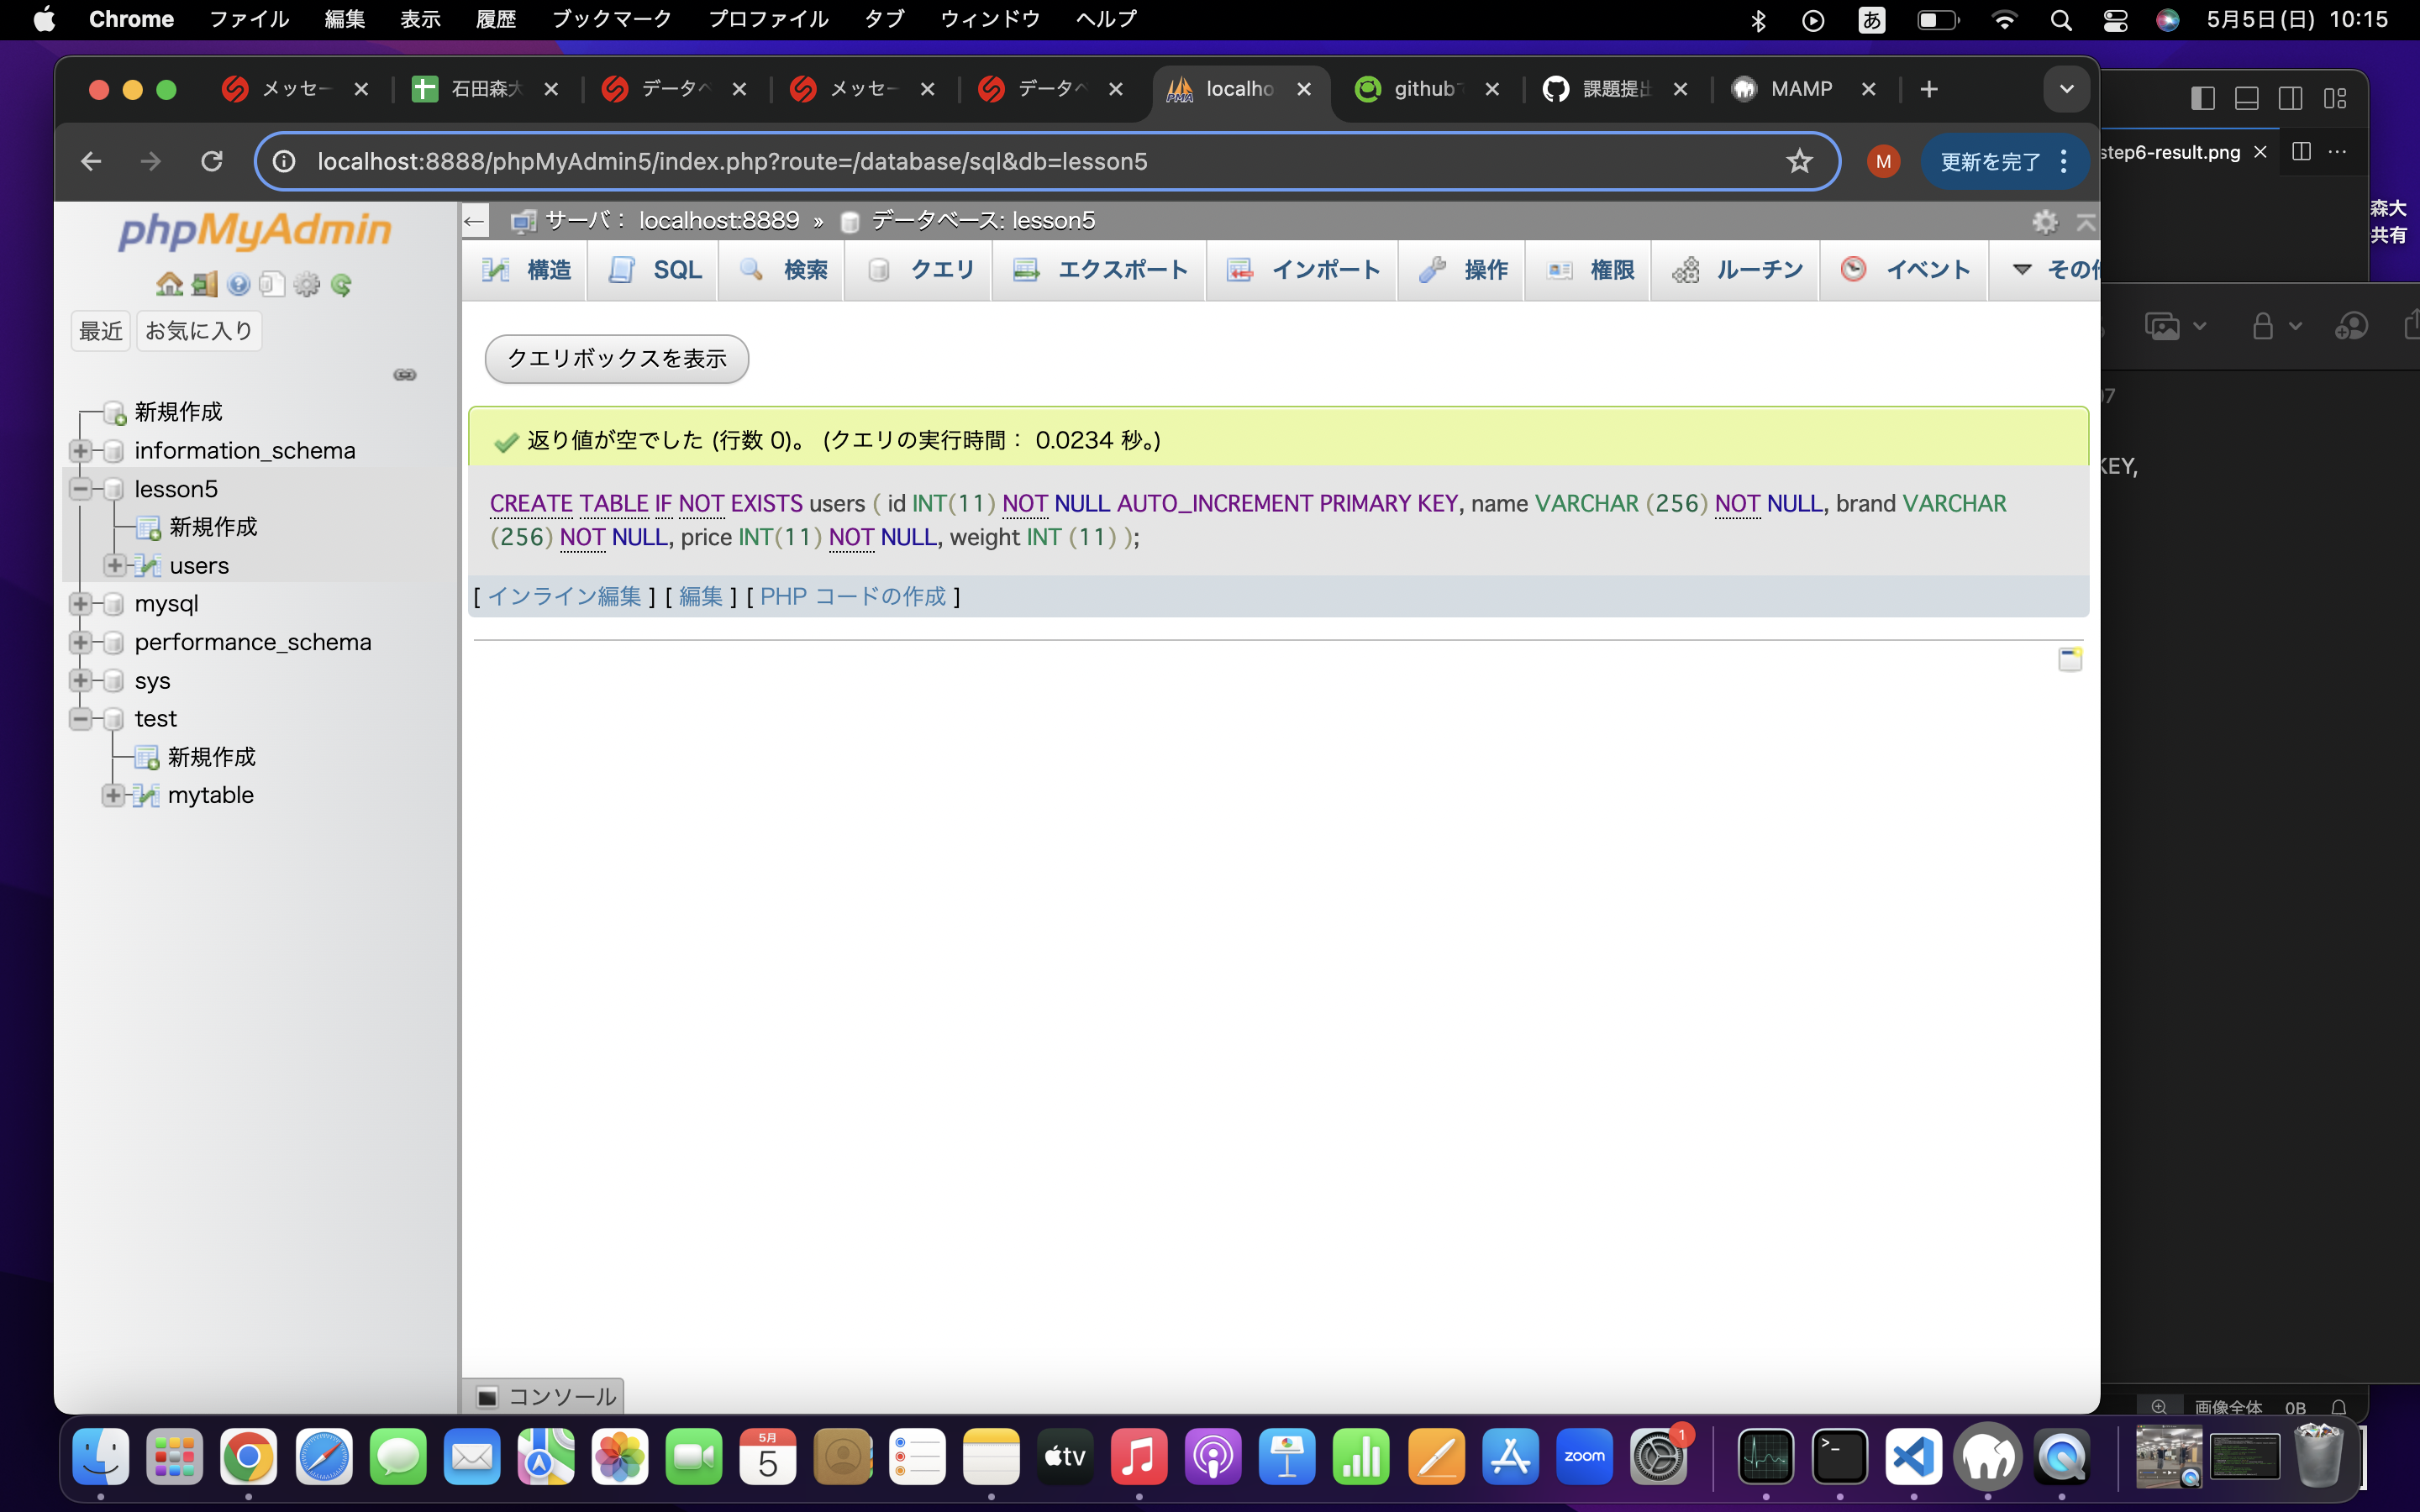 Chrome ファイル 編集 表示 履歴 ブックマーク プロファイル タブ ウィンドウ ヘルプ あ 5月5日(日) 10:15
メッセー 石田森大 データベ メッセー データベ localho github 課題提出 MAMP
localhost:8888/phpMyAdmin5/index.php?route=/database/sql&db=lesson5 M 更新を完了
step6-result.png
森大
共有
phpMyAdmin
最近 お気に入り
新規作成
information_schema
lesson5
新規作成
users
mysql
performance_schema
sys
test
新規作成
mytable
サーバ: localhost:8889 » データベース: lesson5
構造 SQL 検索 クエリ エクスポート インポート 操作 権限 ルーチン イベント その他
クエリボックスを表示
返り値が空でした (行数 0)。 (クエリの実行時間: 0.0234 秒。)
CREATE TABLE IF NOT EXISTS users ( id INT(11) NOT NULL AUTO_INCREMENT PRIMARY KEY, name VARCHAR (256) NOT NULL, brand VARCHAR
(256) NOT NULL, price INT(11) NOT NULL, weight INT (11) );
[ インライン編集 ] [ 編集 ] [ PHP コードの作成 ]
コンソール
KEY,
画像全体 0B
5月
5
tv
zoom
1